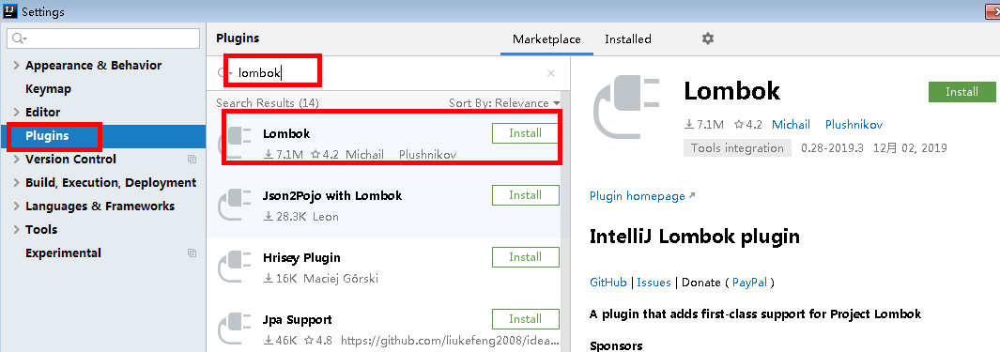 Settings
Appearance & Behavior
Keymap
Editor
Plugins
Version Control
Build, Execution, Deployment
Languages & Frameworks
Tools
Experimental
Plugins
Marketplace
Installed
lombok
Search Results (14)
Sort By: Relevance
Lombok
Install
7.1M 4.2 Michail Plushnikov
Json2Pojo with Lombok
Install
28.3K Leon
Hrisey Plugin
Install
16K Maciej Górski
Jpa Support
Install
46K 4.8 https://github.com/liukefeng2008/idea...
Lombok
Install
7.1M 4.2 Michail Plushnikov
Tools integration 0.28-2019.3 12月 02, 2019
Plugin homepage
IntelliJ Lombok plugin
GitHub | Issues | Donate ( PayPal )
A plugin that adds first-class support for Project Lombok
Sponsors